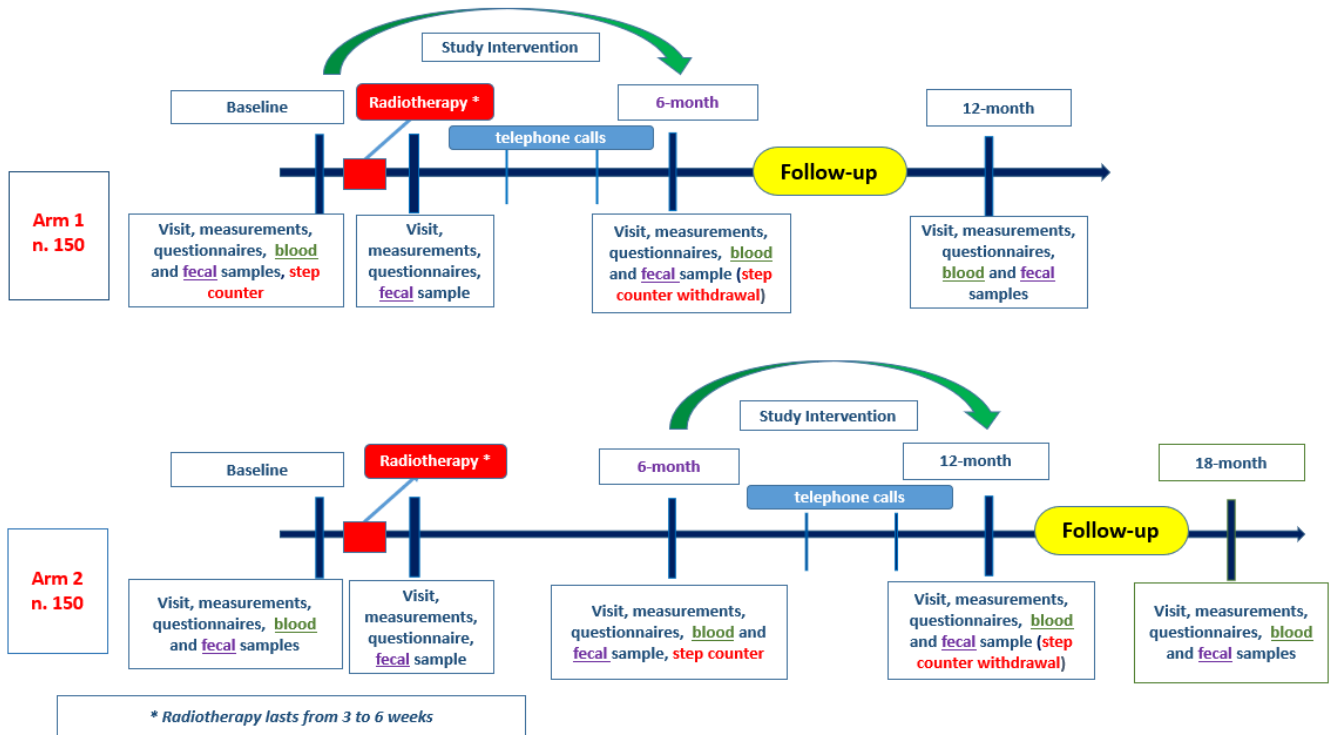 Study Intervention
Baseline
Radiotherapy *
6-month
12-month
telephone calls
Follow-up
Arm 1
n. 150
Visit, measurements,
questionnaires, blood
and fecal samples, step
counter
Visit,
measurements,
questionnaires,
fecal sample
Visit, measurements,
questionnaires, blood
and fecal sample (step
counter withdrawal)
Visit, measurements,
questionnaires,
blood and fecal
samples
Study Intervention
Baseline
Radiotherapy *
6-month
12-month
18-month
telephone calls
Follow-up
Arm 2
n. 150
Visit, measurements,
questionnaires, blood
and fecal samples
Visit,
measurements,
questionnaire,
fecal sample
Visit, measurements,
questionnaires, blood and
fecal sample, step counter
Visit, measurements,
questionnaires, blood
and fecal sample (step
counter withdrawal)
Visit, measurements,
questionnaires, blood
and fecal samples
* Radiotherapy lasts from 3 to 6 weeks